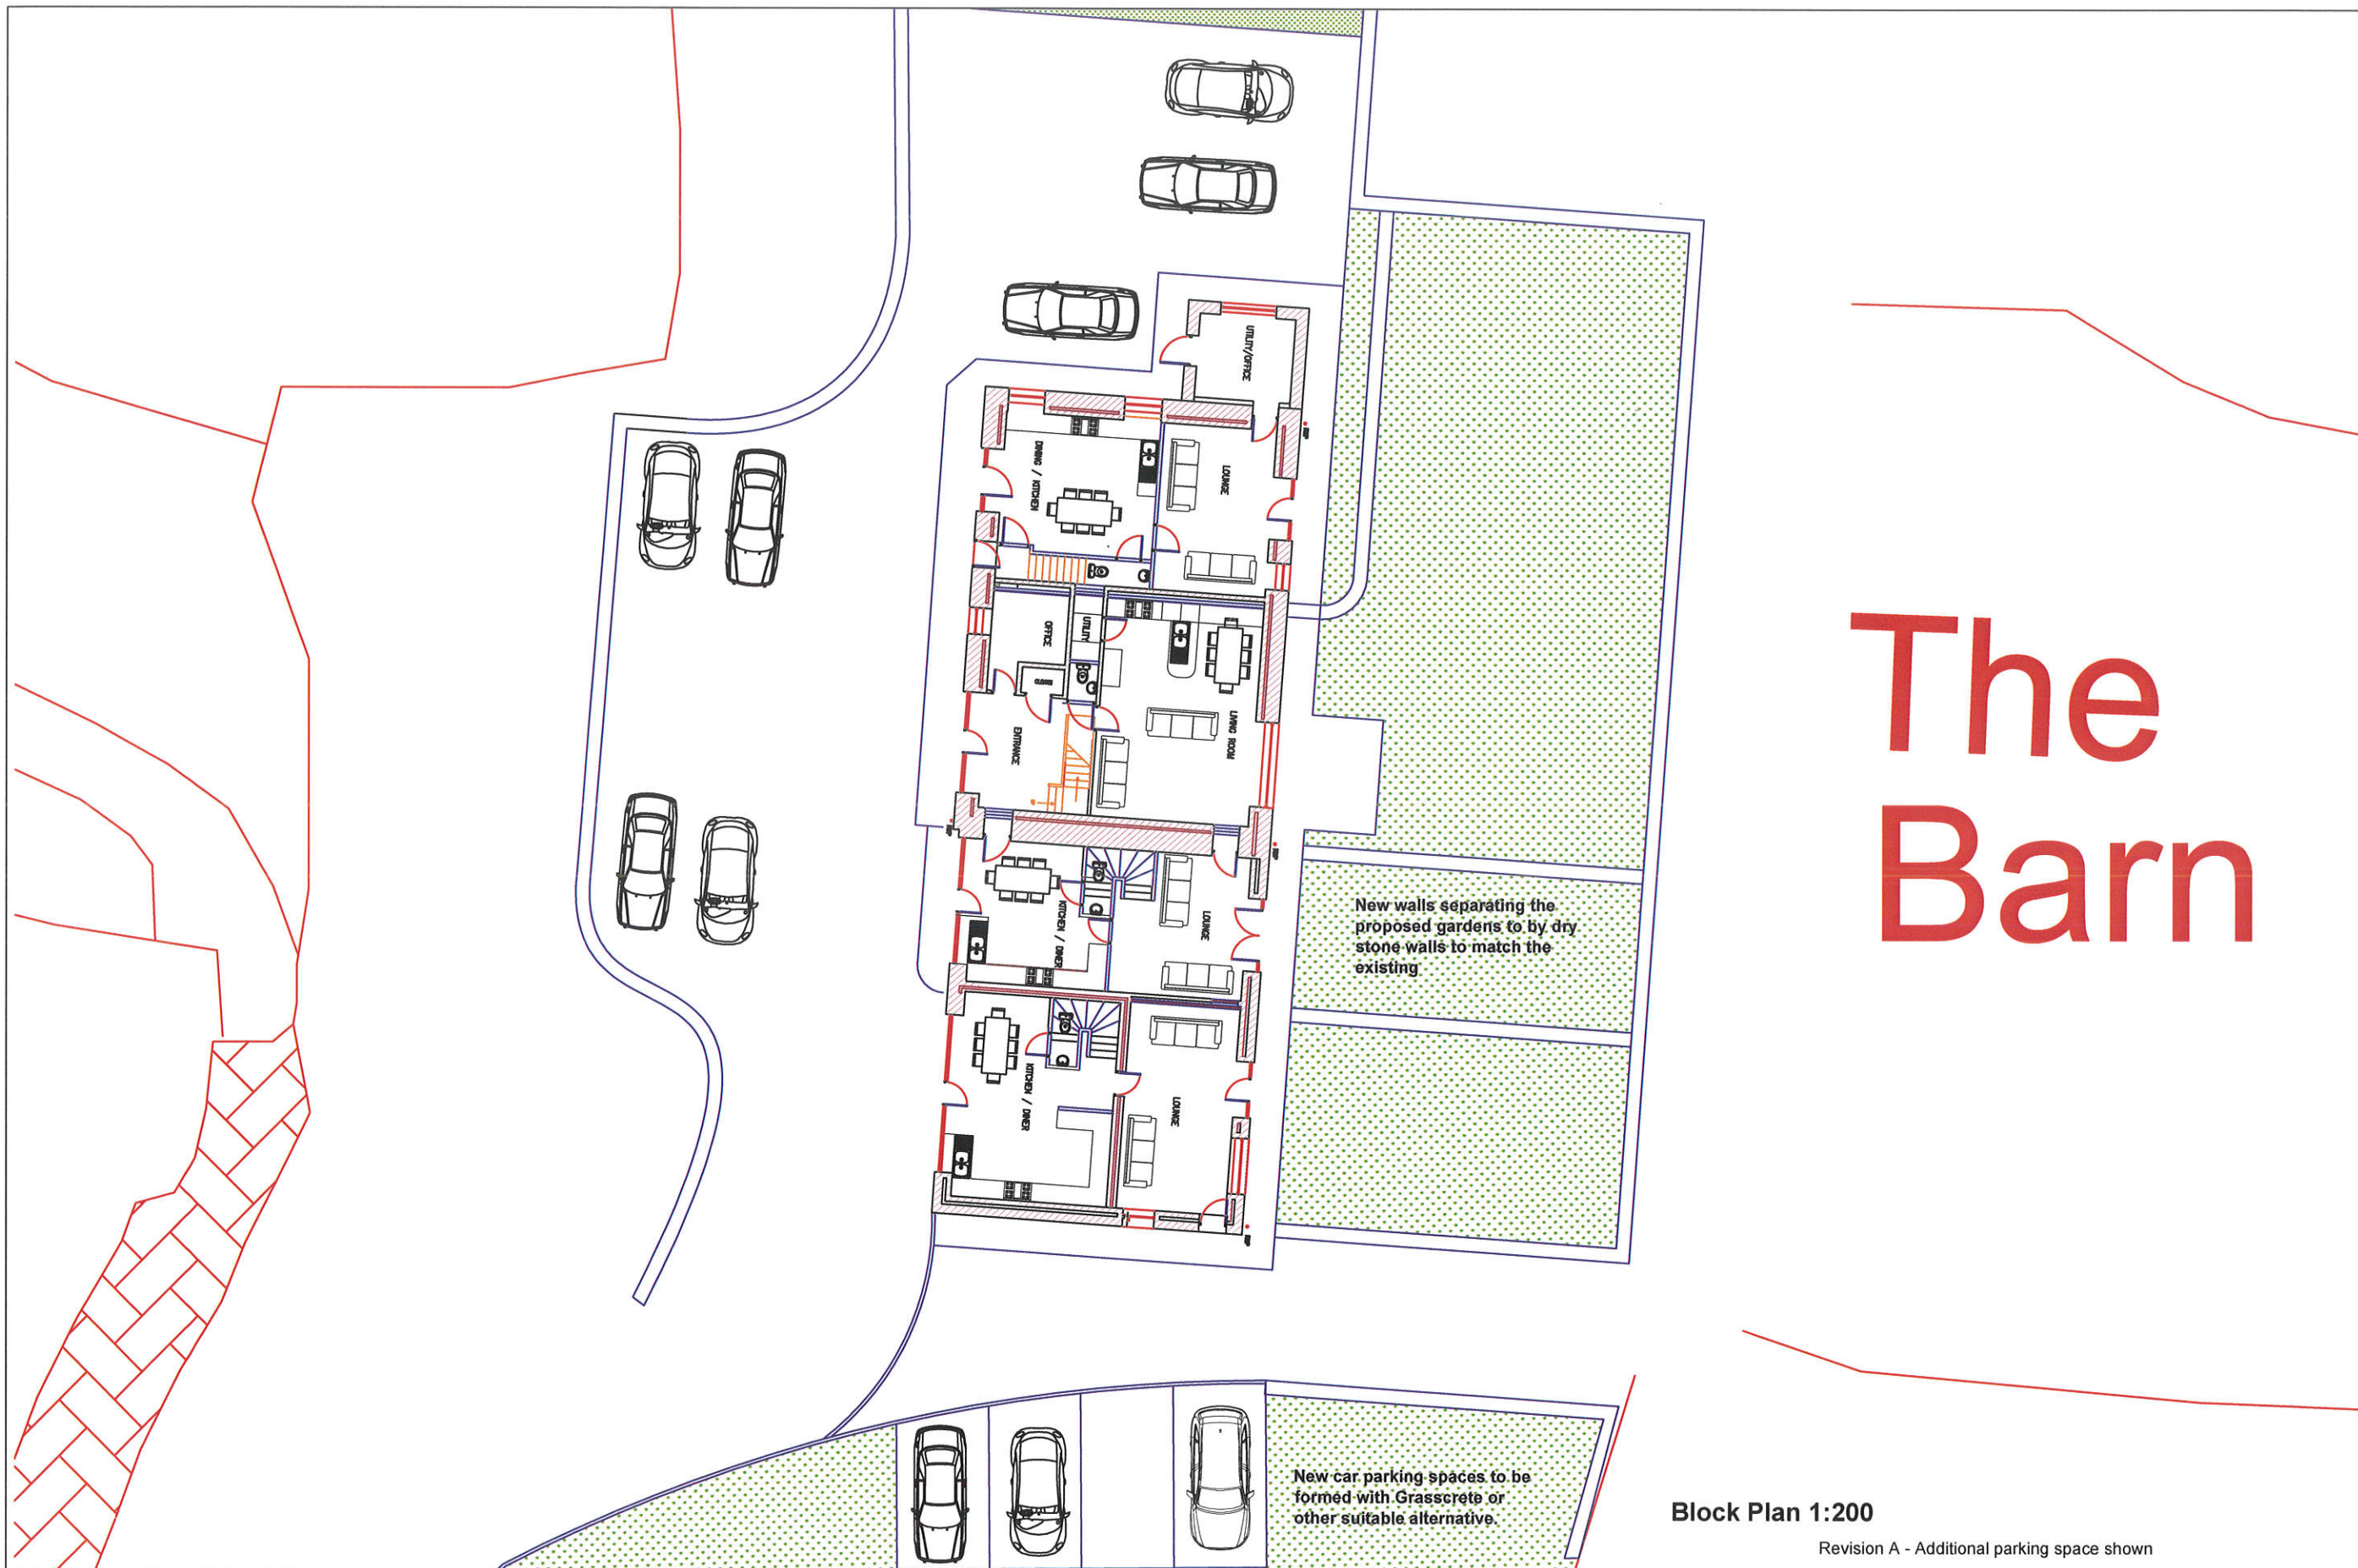 UTILITY/OFFICE
DINING / KITCHEN
LOUNGE
OFFICE
UTILITY
LIVING ROOM
ENTRANCE
KITCHEN / DINER
LOUNGE
KITCHEN / DINER
LOUNGE
The
Barn
New walls separating the
proposed gardens to by dry
stone walls to match the
existing
New car parking spaces to be
formed with Grasscrete or
other suitable alternative.
Block Plan 1:200
Revision A - Additional parking space shown